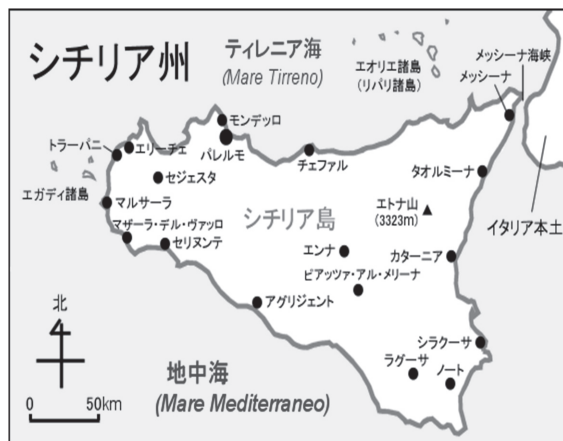 シチリア州
ティレニア海
(Mare Tirreno)
エオリエ諸島
(リパリ諸島)
メッシーナ海峡
メッシーナ
モンデッロ
トラーパニ
エリーチェ
パレルモ
チェファル
セジェスタ
タオルミーナ
エガディ諸島
マルサーラ
エトナ山
(3323m)
シチリア島
イタリア本土
マザーラ・デル・ヴァッロ
セリヌンテ
エンナ
カターニア
ピアッツァ・アル・メリーナ
北
アグリジェント
シラクーサ
ラグーサ
ノート
地中海
(Mare Mediterraneo)
0 50km